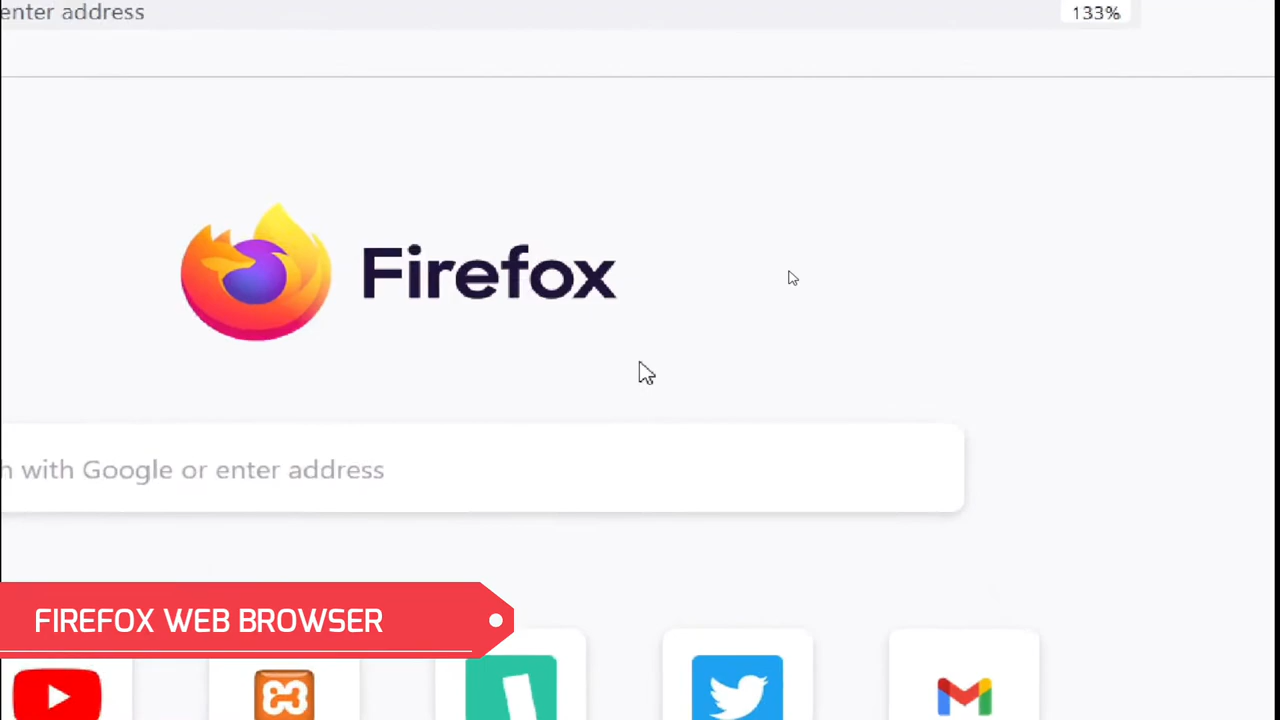 enter address
133%
Firefox
h with Google or enter address
FIREFOX WEB BROWSER